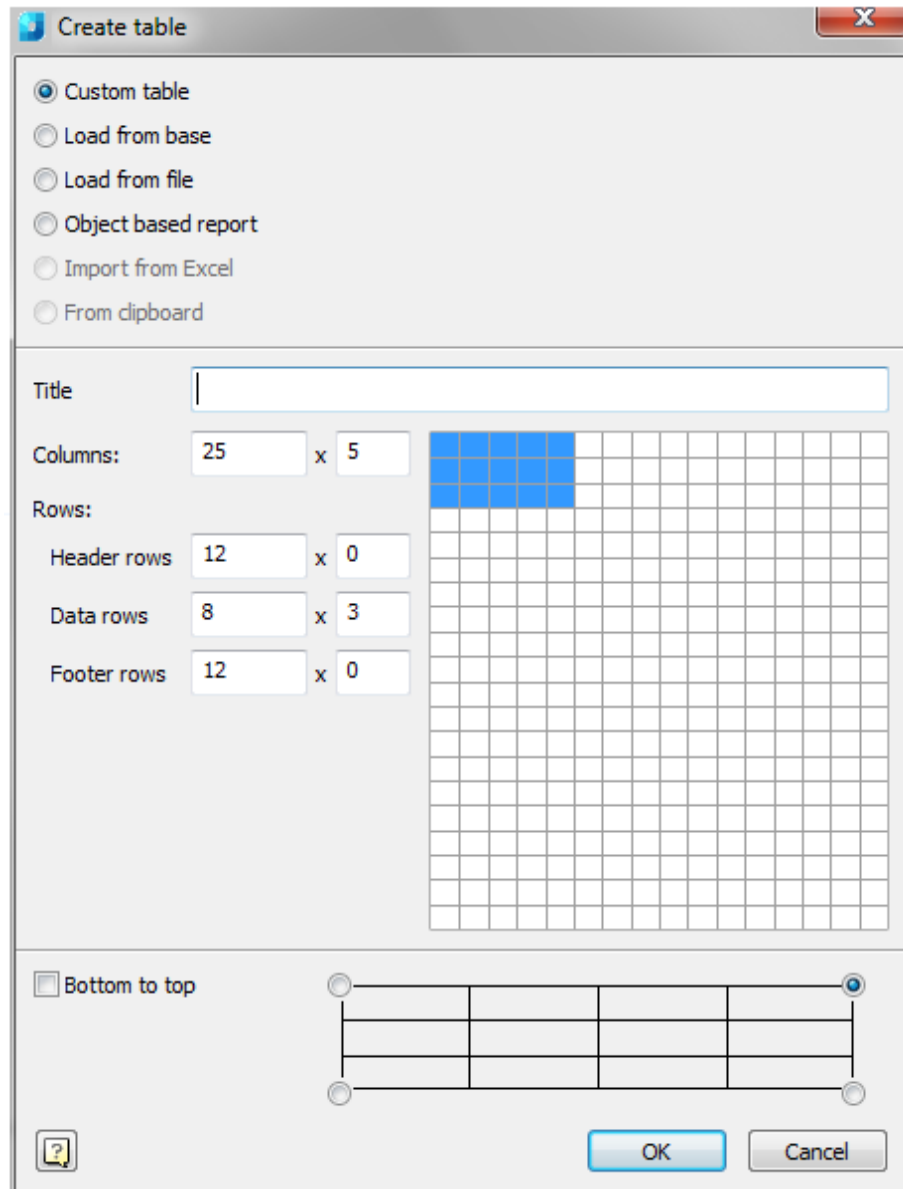 Create table
Custom table
Load from base
Load from file
Object based report
Import from Excel
From clipboard
Title
Columns: 25 x 5
Rows:
Header rows 12 x 0
Data rows 8 x 3
Footer rows 12 x 0
Bottom to top
OK Cancel